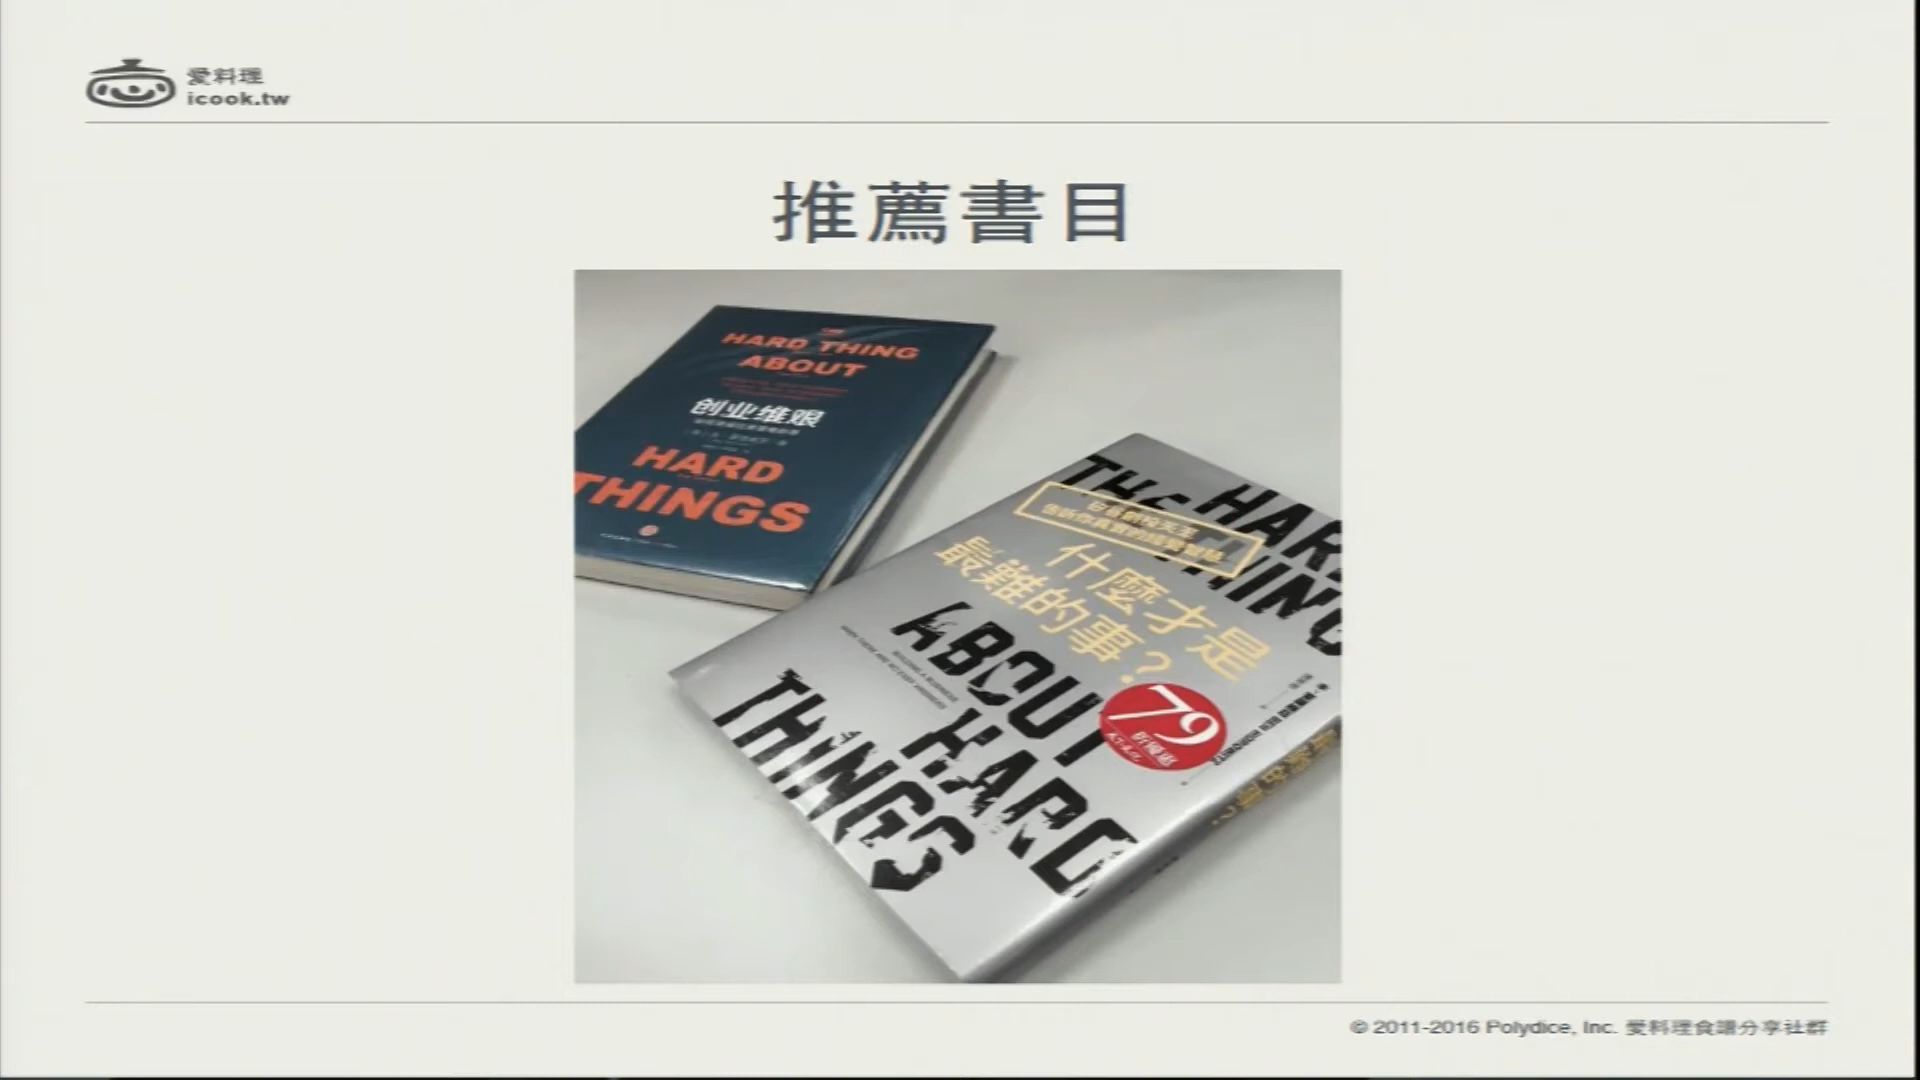 愛料理
icook.tw
推薦書目
HARD THING
ABOUT
创业维艰
HARD
THINGS
THE HARD
THING
什麼才是
最難的事?
ABOUT
HARD
THINGS
79
折優惠
BEN HOROWITZ
© 2011-2016 Polydice, Inc. 愛料理食譜分享社群